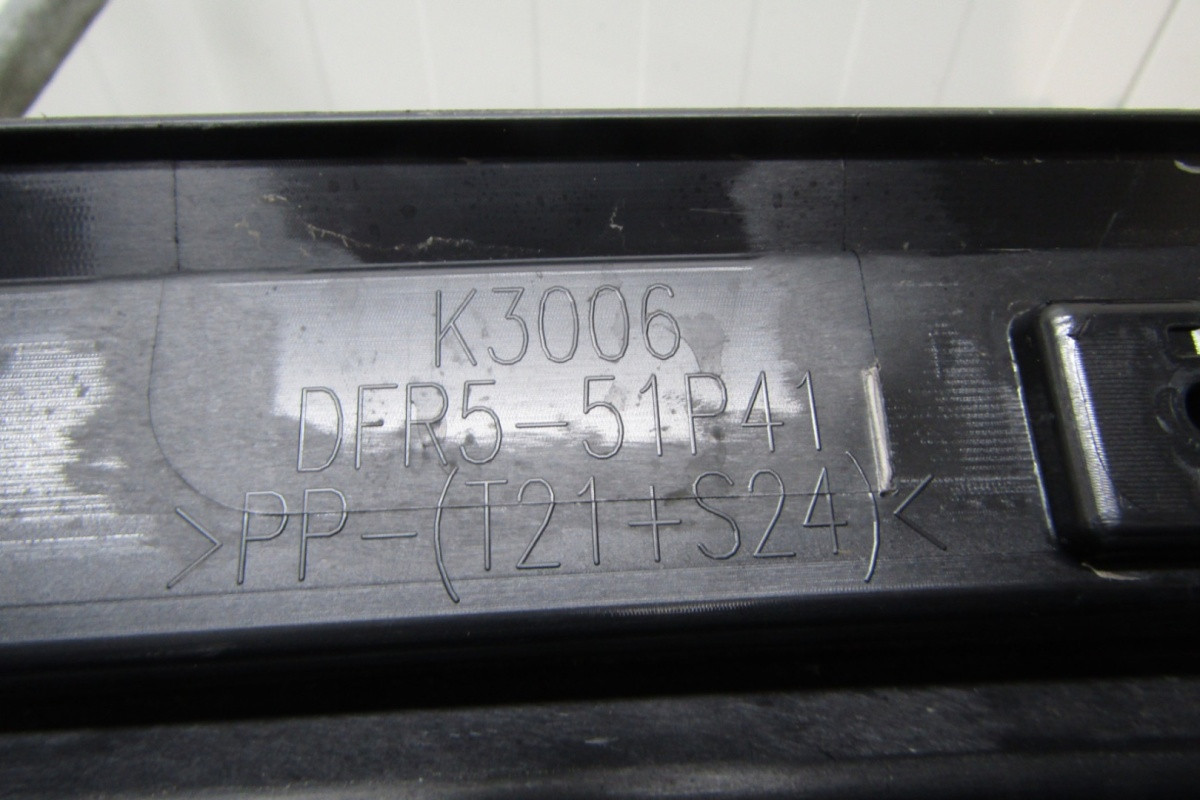 K3006
DFR5-51P41
>PP-(T21+S24)<